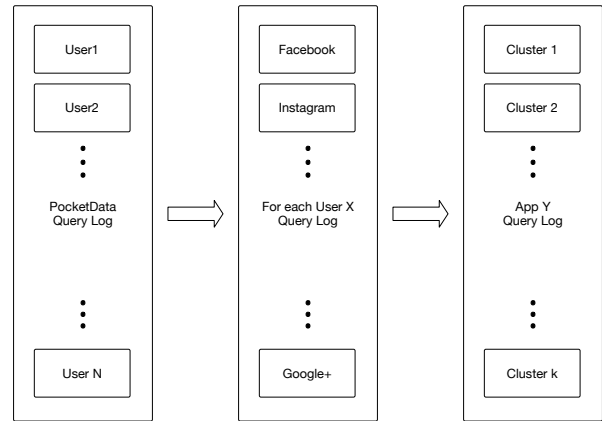 User1
User2
PocketData
Query Log
User N
Facebook
Instagram
For each User X
Query Log
Google+
Cluster 1
Cluster 2
App Y
Query Log
Cluster k